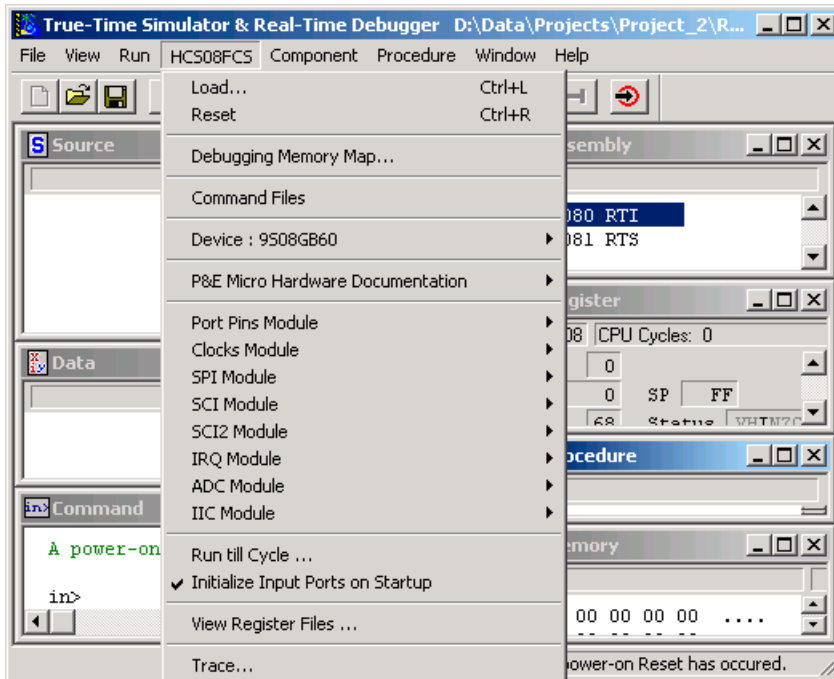 True-Time Simulator & Real-Time Debugger D:\Data\Projects\Project_2\R...
File View Run HCS08FCS Component Procedure Window Help
Load... Ctrl+L
Reset Ctrl+R
S Source
sembly
Debugging Memory Map...
Command Files
080 RTI
Device : 9S08GB60
081 RTS
P&E Micro Hardware Documentation
gister
Port Pins Module
08 CPU Cycles: 0
Clocks Module
Data
0
SPI Module
0 SP FF
SCI Module
68 Status VHINZC
SCI2 Module
IRQ Module
ocedure
ADC Module
IIC Module
in> Command
A power-on
Run till Cycle ...
emory
Initialize Input Ports on Startup
in>
00 00 00 00 ....
View Register Files ...
Trace...
power-on Reset has occured.